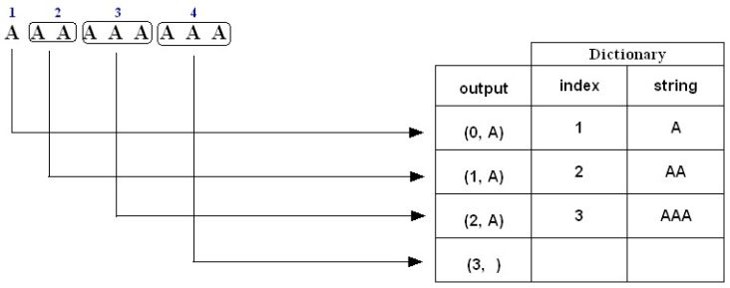 1 2 3 4
A A A A A A A A A
Dictionary
output index string
(0, A) 1 A
(1, A) 2 AA
(2, A) 3 AAA
(3, )